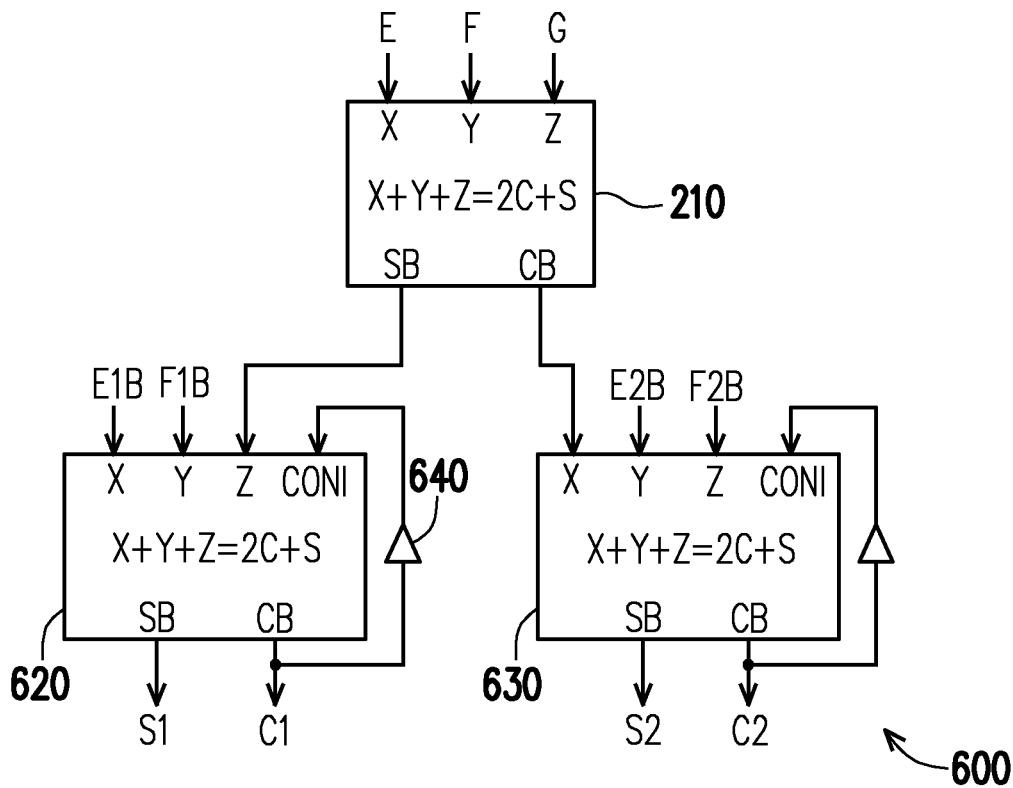 E F G
X Y Z
X+Y+Z=2C+S
210
SB CB
E1B F1B
E2B F2B
X Y Z CONI
640
X Y Z CONI
X+Y+Z=2C+S
X+Y+Z=2C+S
SB CB
SB CB
620
630
S1 C1
S2 C2
600